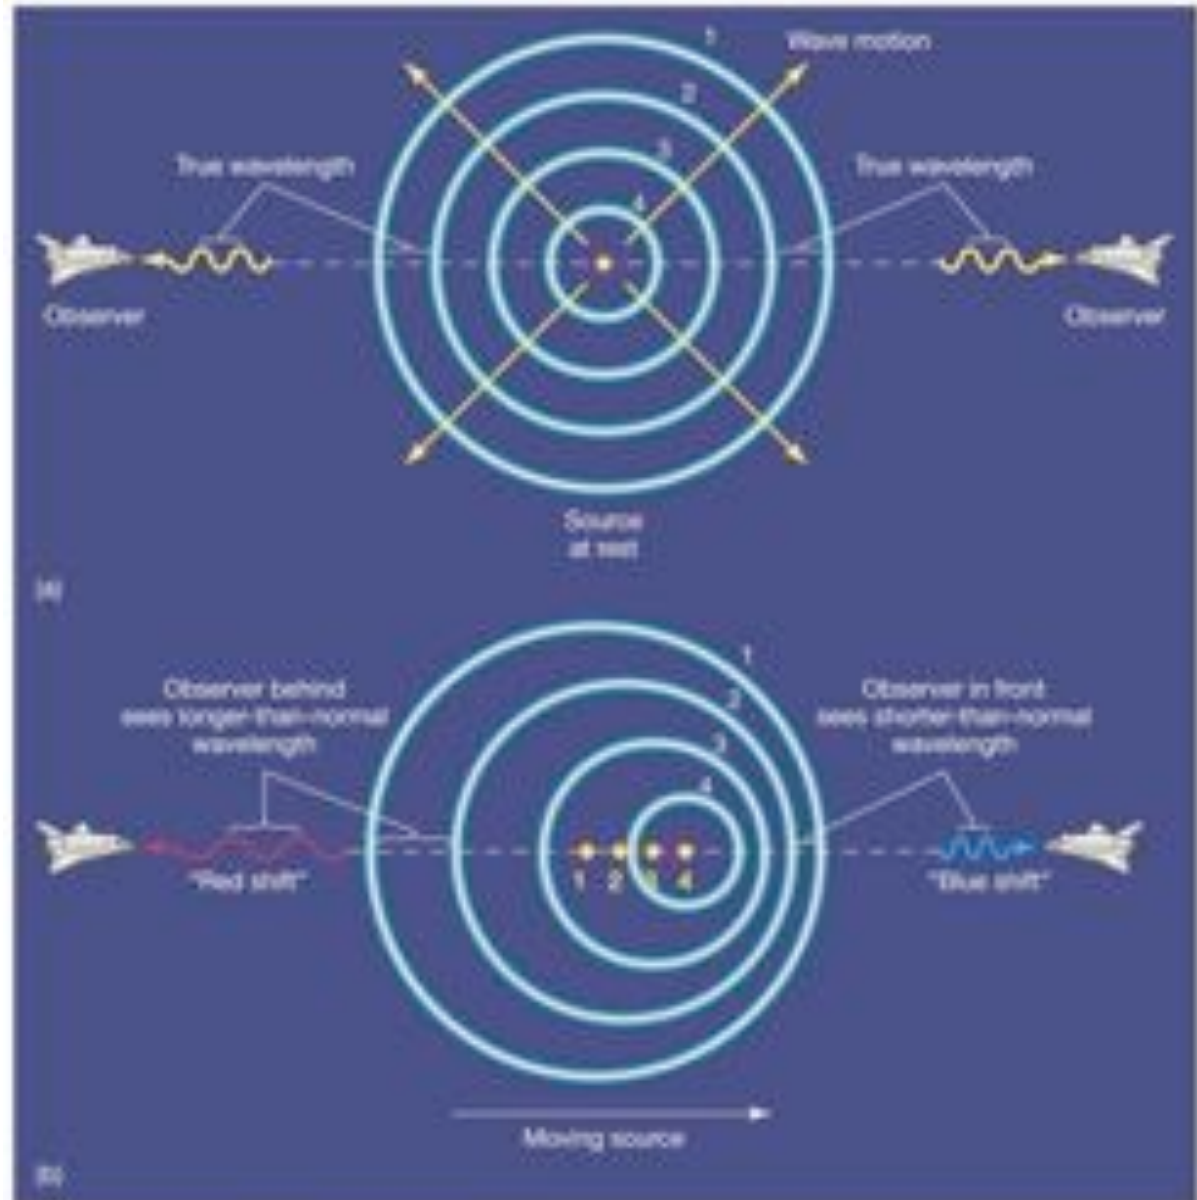 1
Wave motion
2
3
4
True wavelength
True wavelength
Observer
Observer
Source
at rest
(a)
1
2
3
4
Observer behind
sees longer-than-normal
wavelength
Observer in front
sees shorter-than-normal
wavelength
"Red shift"
1 2 3 4
"Blue shift"
Moving source
(b)